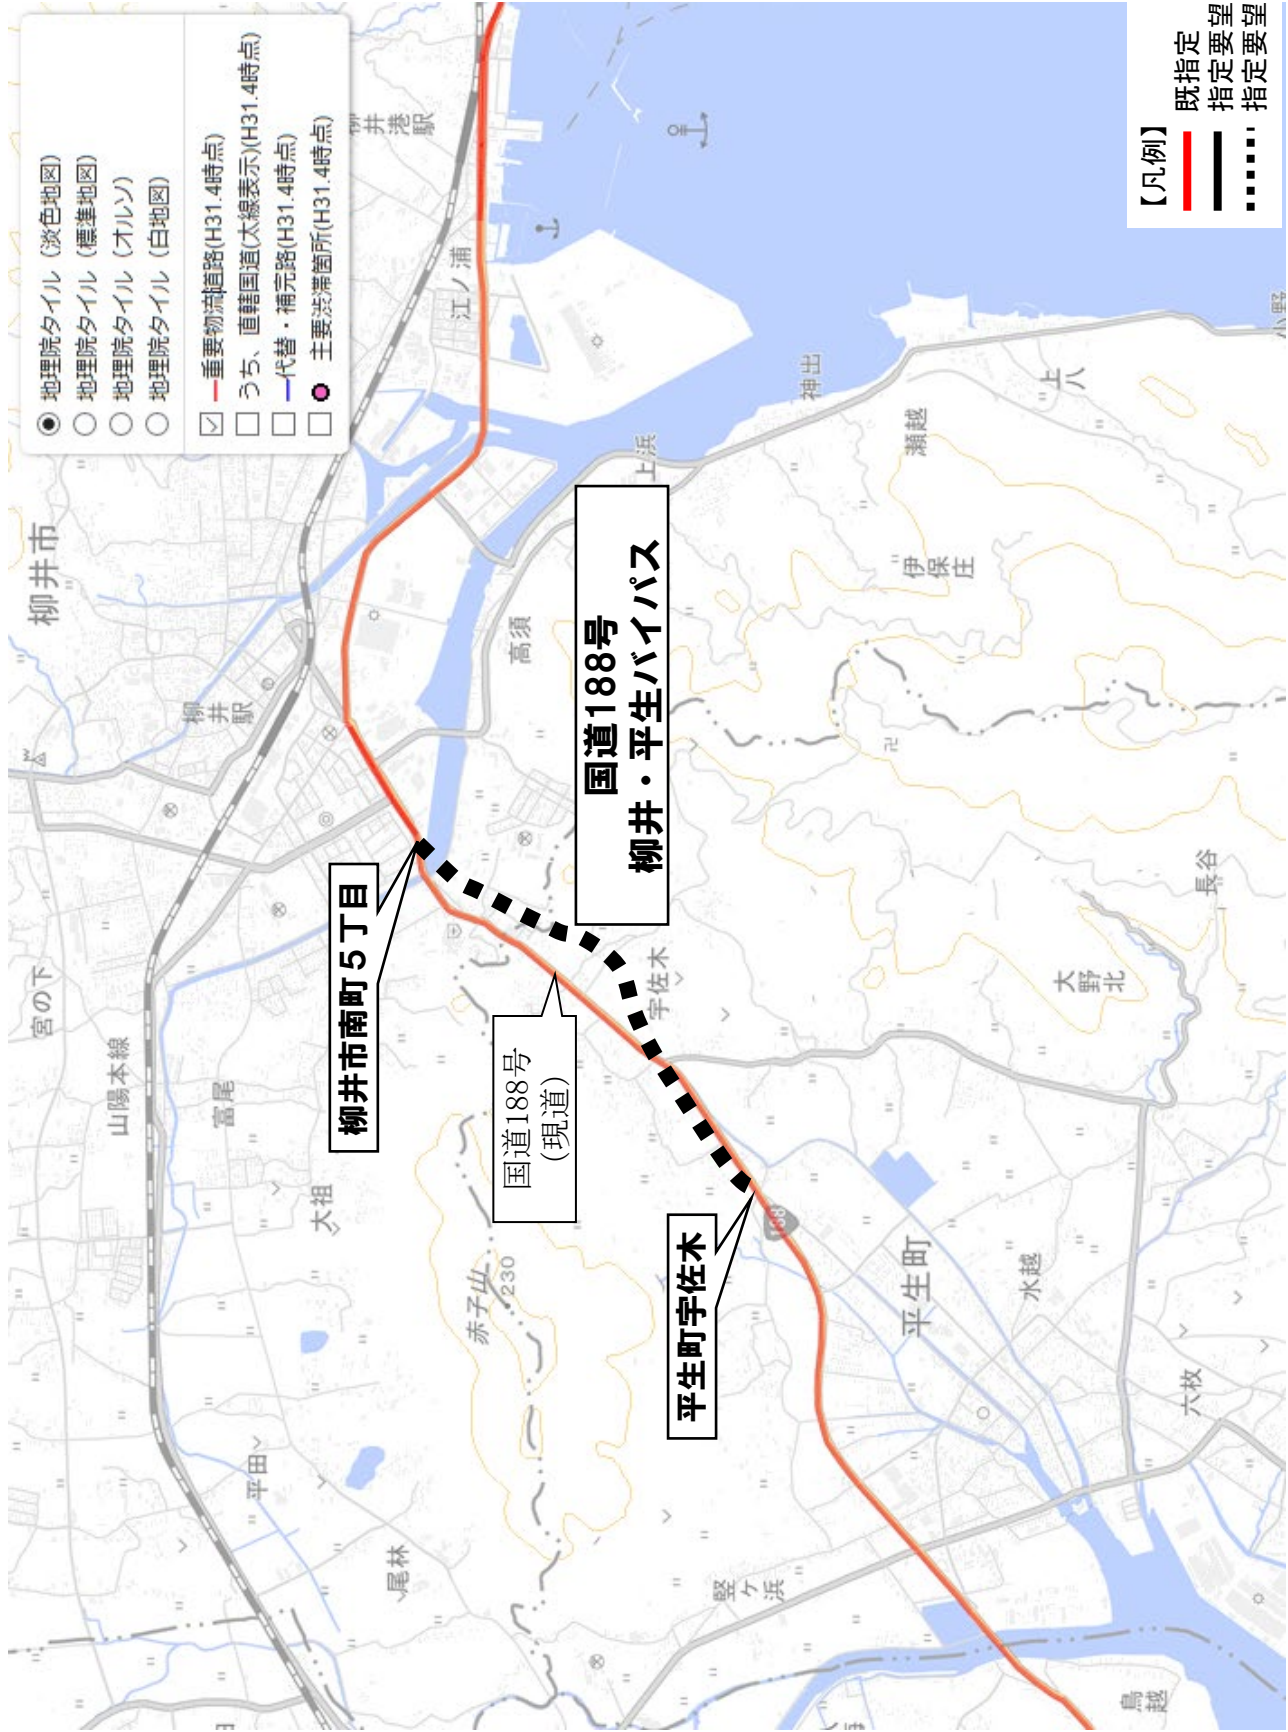 地理院タイル（淡色地図）
地理院タイル（標準地図）
地理院タイル（オルソ）
地理院タイル（白地図）
重要物流道路(H31.4時点)
うち、直轄国道(太線表示)(H31.4時点)
代替・補完路(H31.4時点)
主要渋滞箇所(H31.4時点)
【凡例】
既指定
指定要望
指定要望
柳井市
柳井
駅
柳井
港駅
江ノ浦
宮の下
山陽本線
富尾
大祖
平田
尾林
赤子山
230
柳井市南町５丁目
国道188号
(現道)
国道188号
柳井・平生バイパス
平生町宇佐木
高須
上浜
神出
瀬越
上八
伊
保
庄
宇佐木
大
野
北
長谷
188
平生町
水越
六枚
竪ケ
浜
鳥
越
小野
田